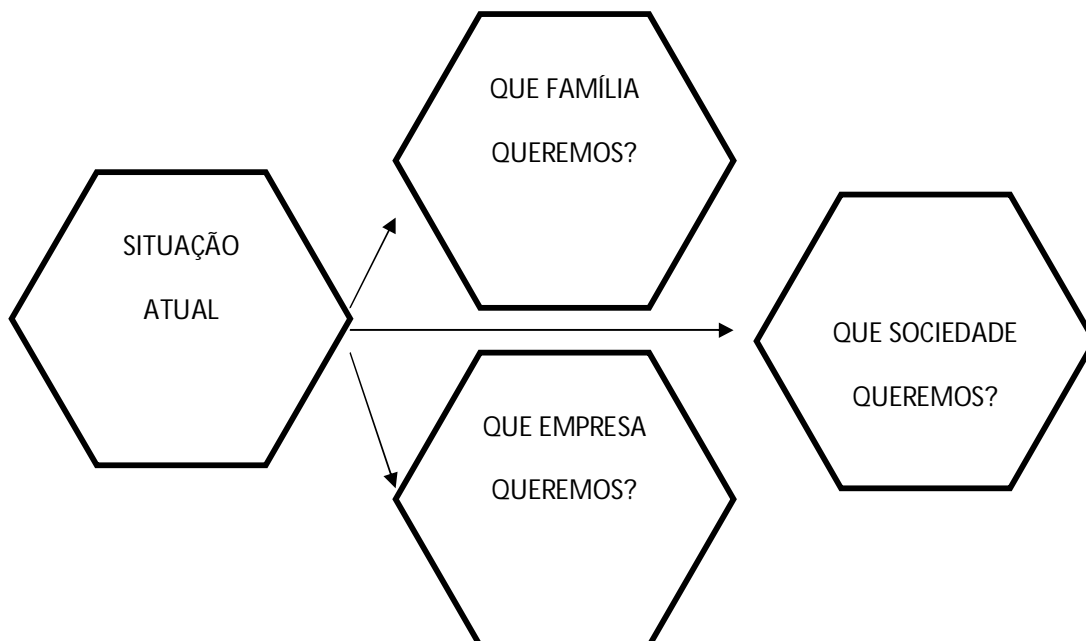 SITUAÇÃO
ATUAL
QUE FAMÍLIA
QUEREMOS?
QUE EMPRESA
QUEREMOS?
QUE SOCIEDADE
QUEREMOS?